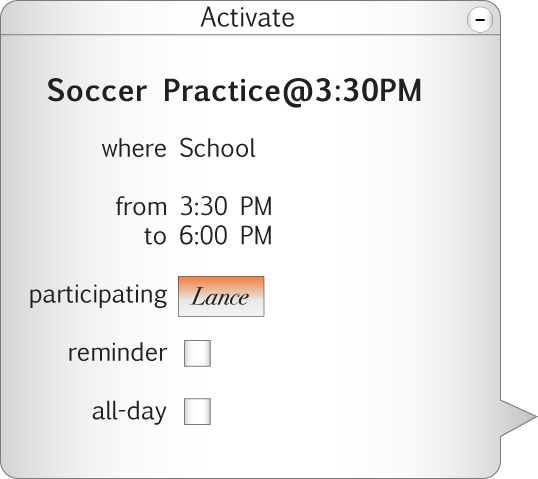 Activate
Soccer Practice@3:30PM
where School
from 3:30 PM
to 6:00 PM
participating Lance
reminder
all-day